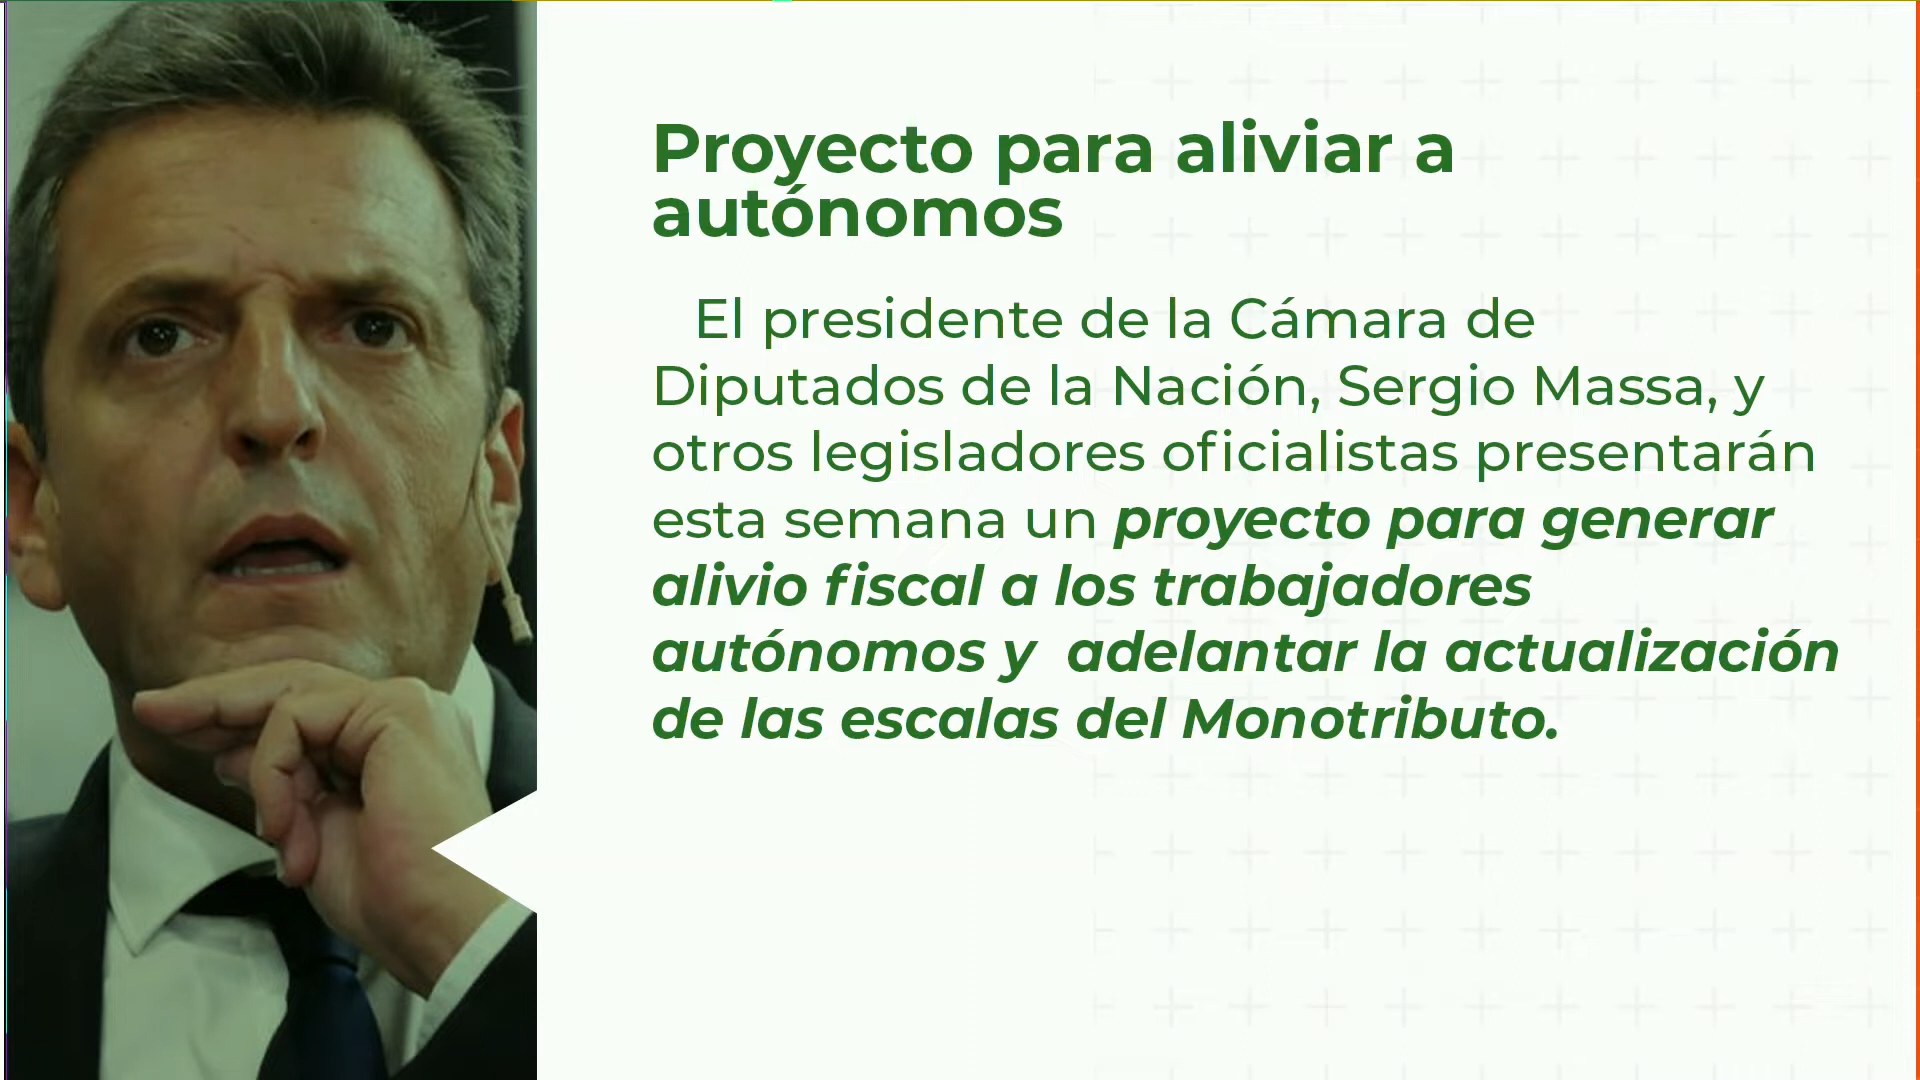 Proyecto para aliviar a
autónomos
El presidente de la Cámara de
Diputados de la Nación, Sergio Massa, y
otros legisladores oficialistas presentarán
esta semana un proyecto para generar
alivio fiscal a los trabajadores
autónomos y  adelantar la actualización
de las escalas del Monotributo.